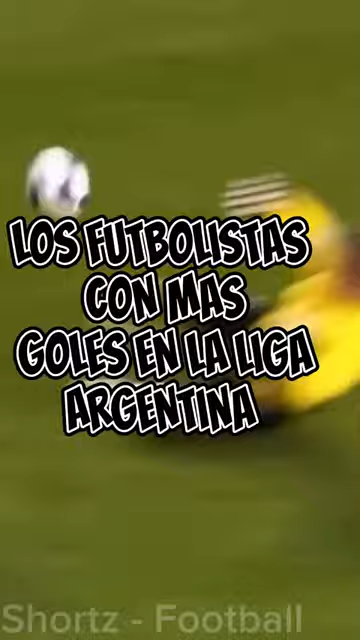 LOS FUTBOLISTAS
CON MAS
GOLES EN LA LIGA
ARGENTINA
Shortz - Football